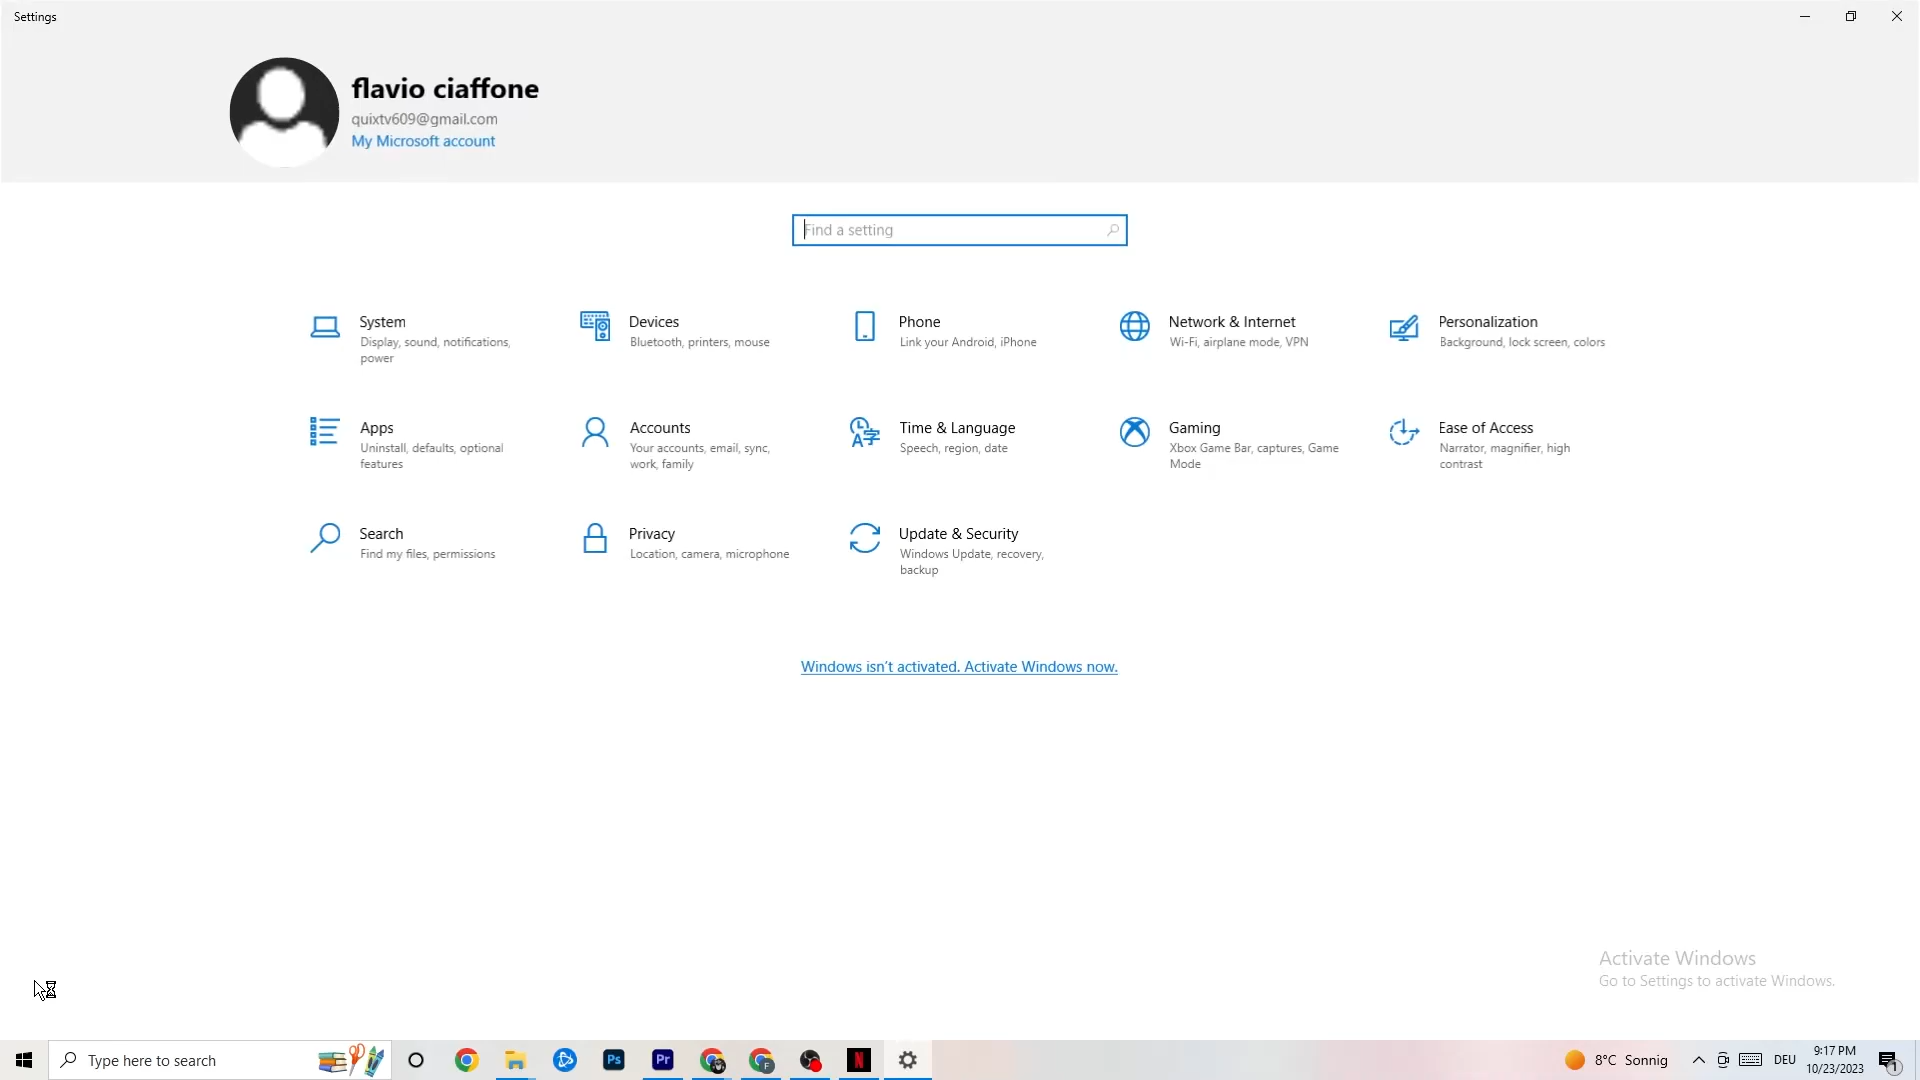 Settings
flavio ciaffone
quixtv609@gmail.com
My Microsoft account
Find a setting
System
Display, sound, notifications,
power
Devices
Bluetooth, printers, mouse
Phone
Link your Android, iPhone
Network & Internet
Wi-Fi, airplane mode, VPN
Personalization
Background, lock screen, colors
Apps
Uninstall, defaults, optional
features
Accounts
Your accounts, email, sync,
work, family
Time & Language
Speech, region, date
Gaming
Xbox Game Bar, captures, Game
Mode
Ease of Access
Narrator, magnifier, high
contrast
Search
Find my files, permissions
Privacy
Location, camera, microphone
Update & Security
Windows Update, recovery,
backup
Windows isn't activated. Activate Windows now.
Activate Windows
Go to Settings to activate Windows.
Type here to search
Ps
Pr
F
N
8°C Sonnig
DEU
9:17 PM
10/23/2023
1